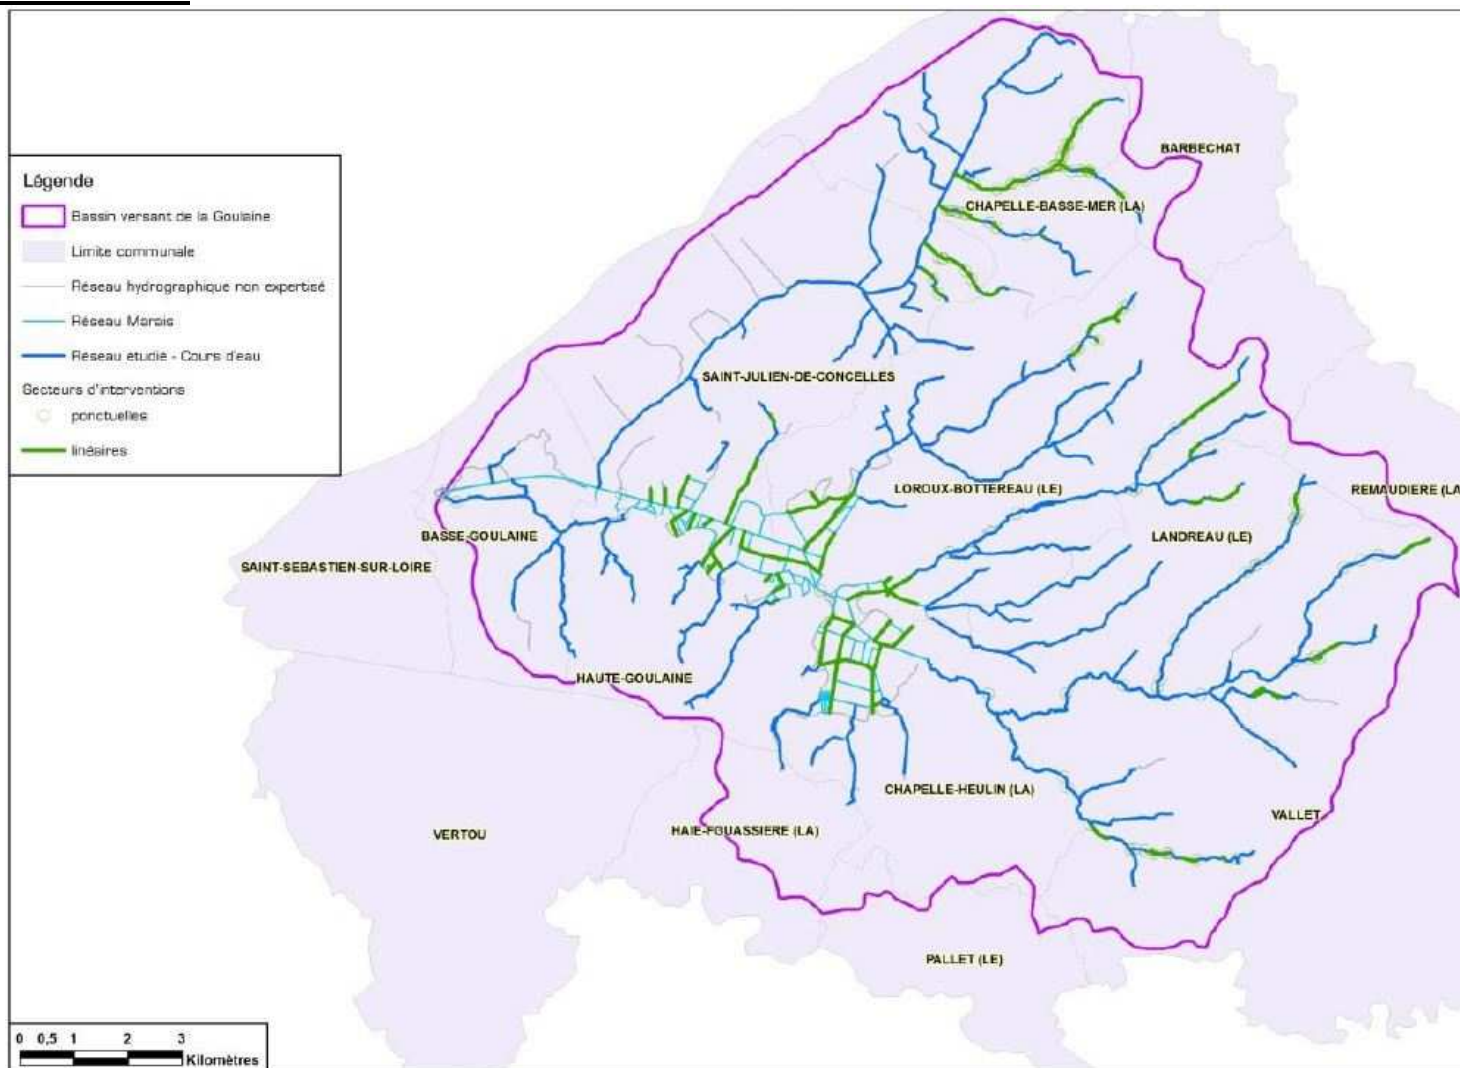 Légende
Bassin versant de la Goulaine
Limite communale
Réseau hydrographique non expertisé
Réseau Marais
Réseau étudié - Cours d'eau
Secteurs d'interventions
ponctuelles
linéaires
BARBECHAT
CHAPELLE-BASSE-MER (LA)
SAINT-JULIEN-DE-CONCELLES
LOROUX-BOTTEREAU (LE)
REMAUDIERE (LA
BASSE-GOULAINE
LANDREAU (LE)
SAINT-SEBASTIEN-SUR-LOIRE
HAUTE-GOULAINE
CHAPELLE-HEULIN (LA)
VALLET
VERTOU
HAIE-FOUASSIERE (LA)
PALLET (LE)
0 0,5 1 2 3
Kilomètres